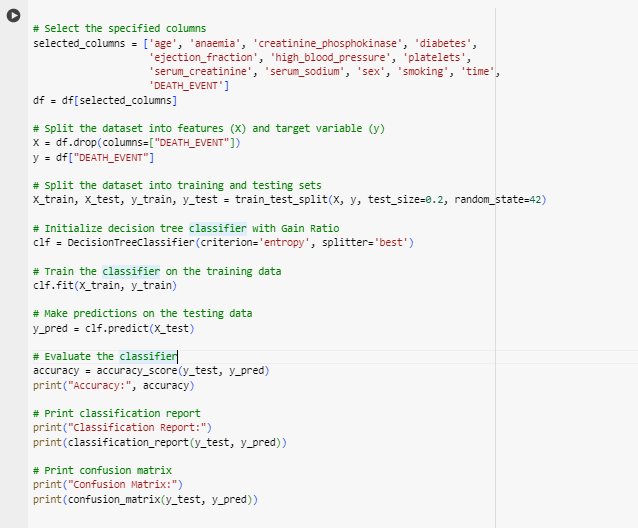 # Select the specified columns
selected_columns = ['age', 'anaemia', 'creatinine_phosphokinase', 'diabetes',
'ejection_fraction', 'high_blood_pressure', 'platelets',
'serum_creatinine', 'serum_sodium', 'sex', 'smoking', 'time',
'DEATH_EVENT']
df = df[selected_columns]
# Split the dataset into features (X) and target variable (y)
X = df.drop(columns=["DEATH_EVENT"])
y = df["DEATH_EVENT"]
# Split the dataset into training and testing sets
X_train, X_test, y_train, y_test = train_test_split(X, y, test_size=0.2, random_state=42)
# Initialize decision tree classifier with Gain Ratio
clf = DecisionTreeClassifier(criterion='entropy', splitter='best')
# Train the classifier on the training data
clf.fit(X_train, y_train)
# Make predictions on the testing data
y_pred = clf.predict(X_test)
# Evaluate the classifier
accuracy = accuracy_score(y_test, y_pred)
print("Accuracy:", accuracy)
# Print classification report
print("Classification Report:")
print(classification_report(y_test, y_pred))
# Print confusion matrix
print("Confusion Matrix:")
print(confusion_matrix(y_test, y_pred))